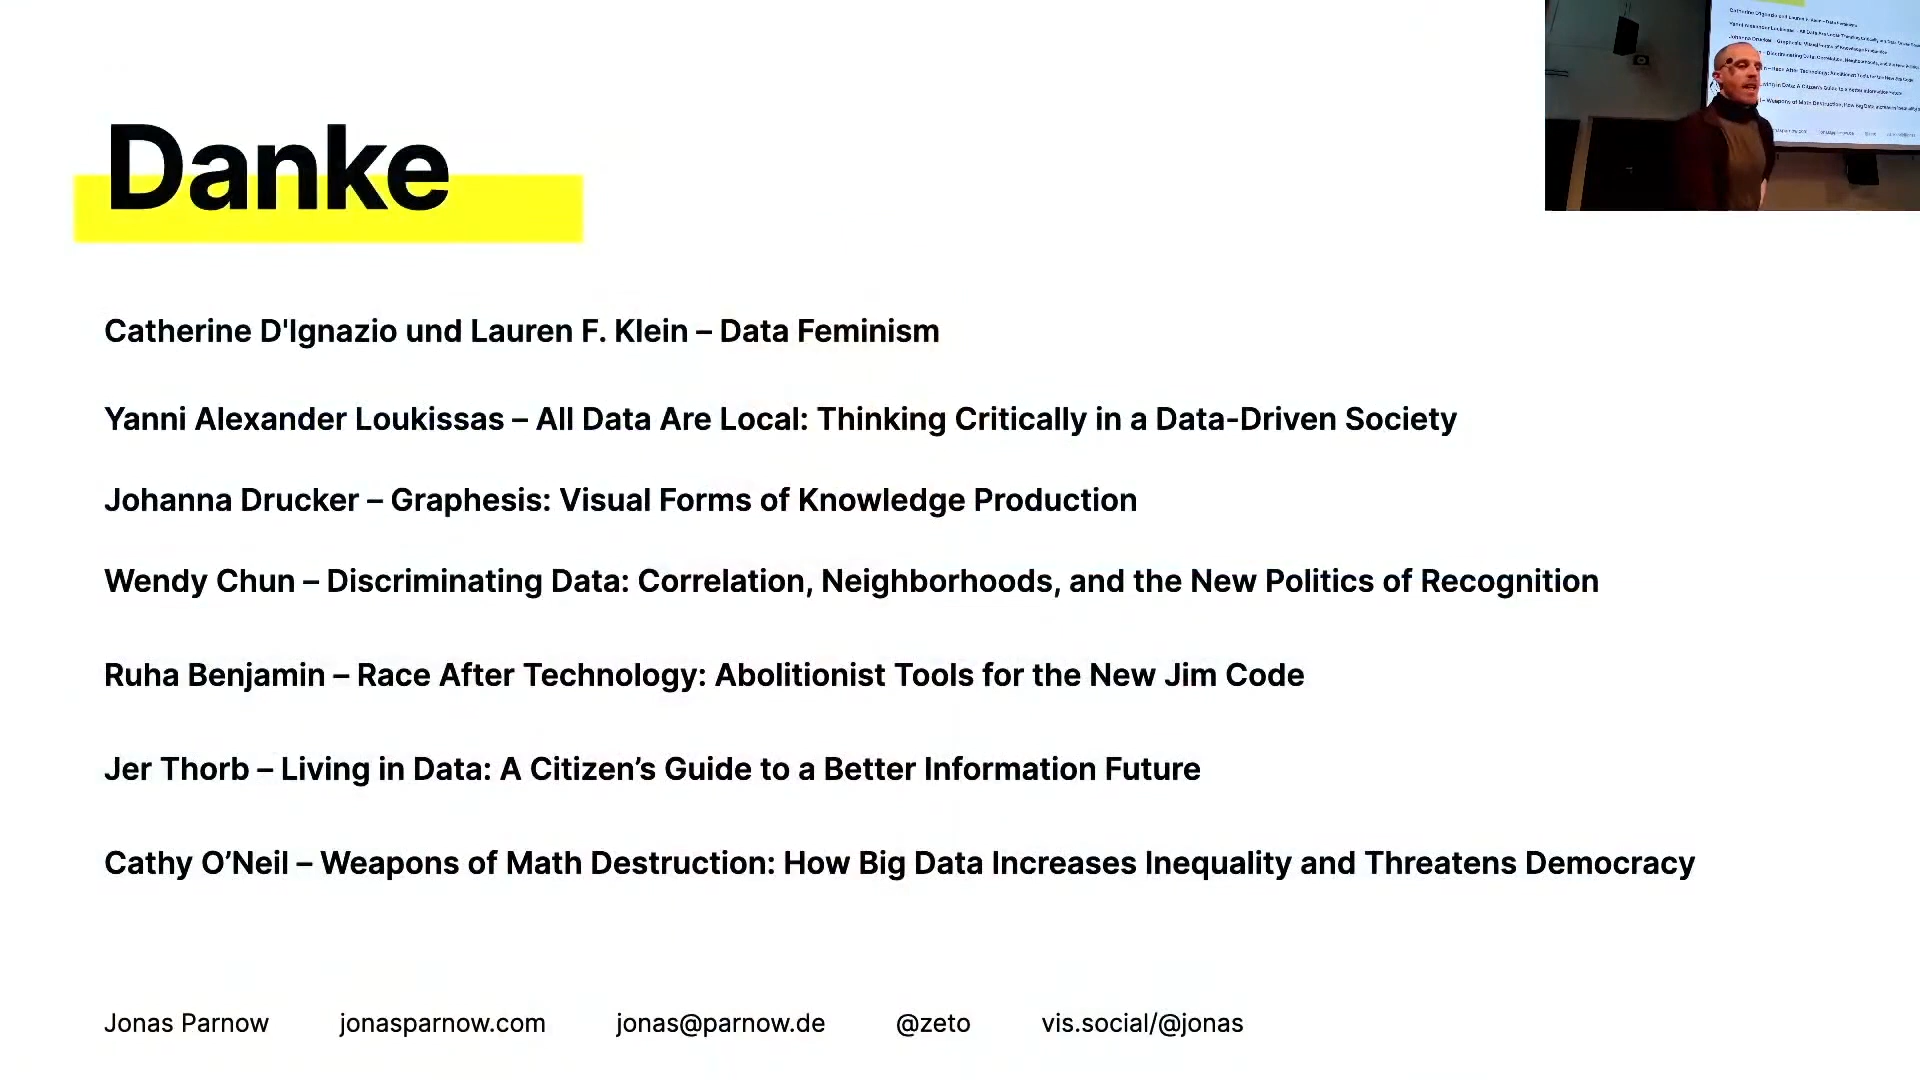 Danke
Catherine D'Ignazio und Lauren F. Klein – Data Feminism
Yanni Alexander Loukissas – All Data Are Local: Thinking Critically in a Data-Driven Society
Johanna Drucker – Graphesis: Visual Forms of Knowledge Production
Wendy Chun – Discriminating Data: Correlation, Neighborhoods, and the New Politics of Recognition
Ruha Benjamin – Race After Technology: Abolitionist Tools for the New Jim Code
Jer Thorb – Living in Data: A Citizen’s Guide to a Better Information Future
Cathy O’Neil – Weapons of Math Destruction: How Big Data Increases Inequality and Threatens Democracy
Jonas Parnow jonasparnow.com jonas@parnow.de @zeto vis.social/@jonas